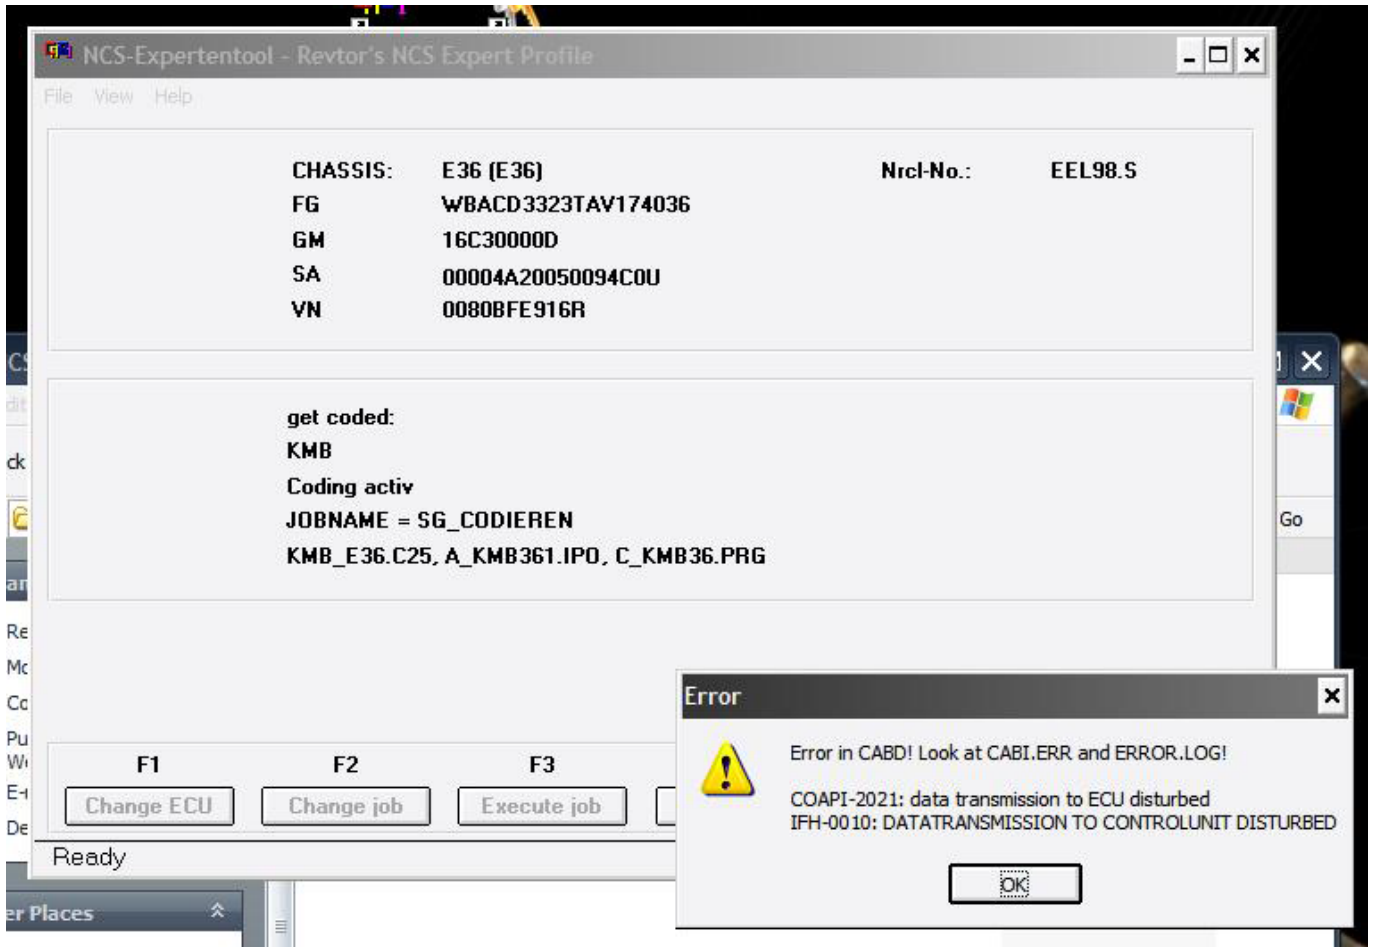 NCS-Expertentool - Revtor's NCS Expert Profile
File View Help
CHASSIS: E36 (E36) Nrcl-No.: EEL98.S
FG WBACD3323TAV174036
GM 16C30000D
SA 00004A20050094C0U
VN 0080BFE916R
get coded:
KMB
Coding activ
JOBNAME = SG_CODIEREN
KMB_E36.C25, A_KMB361.IPO, C_KMB36.PRG
Go
F1 F2 F3
Change ECU Change job Execute job
Ready
Error
Error in CABD! Look at CABI.ERR and ERROR.LOG!
COAPI-2021: data transmission to ECU disturbed
IFH-0010: DATATRANSMISSION TO CONTROLUNIT DISTURBED
OK
er Places